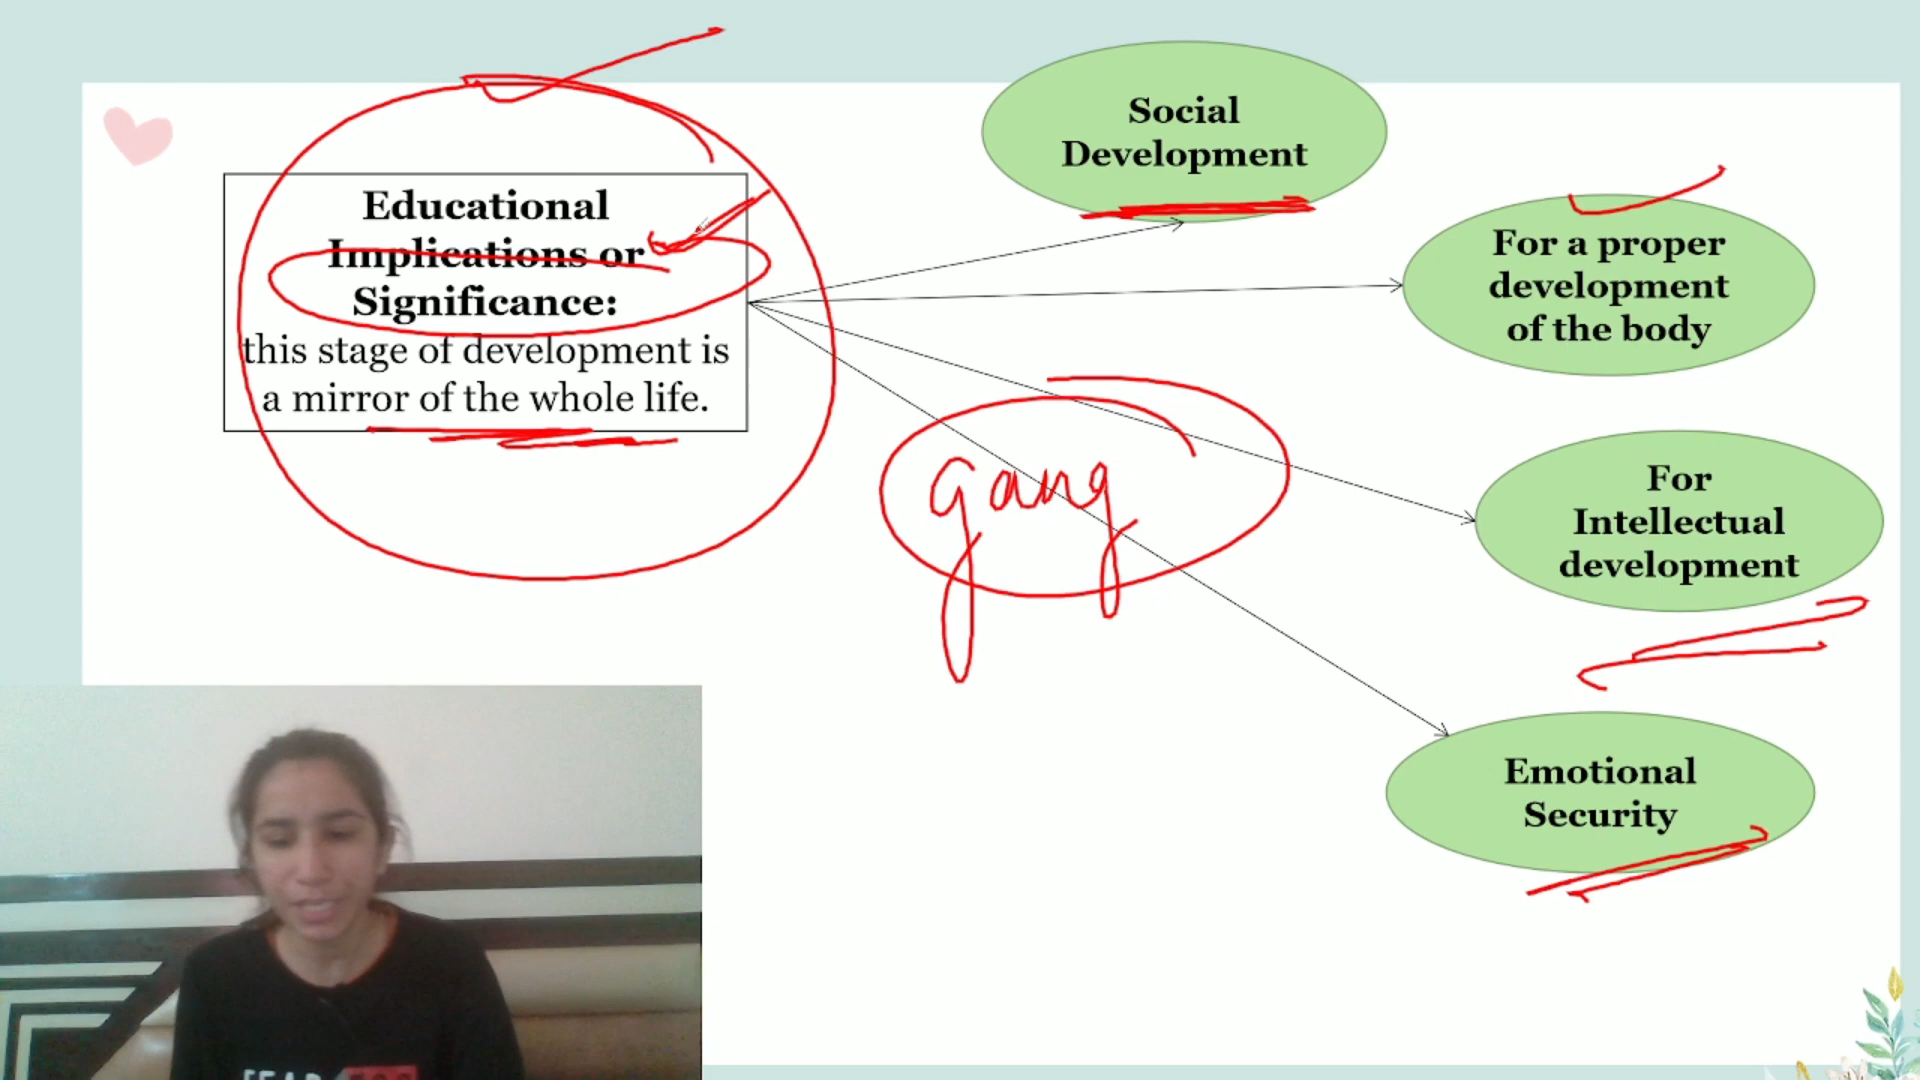 Educational
Implications or
Significance:
this stage of development is
a mirror of the whole life.
Social
Development
For a proper
development
of the body
gang
For
Intellectual
development
Emotional
Security